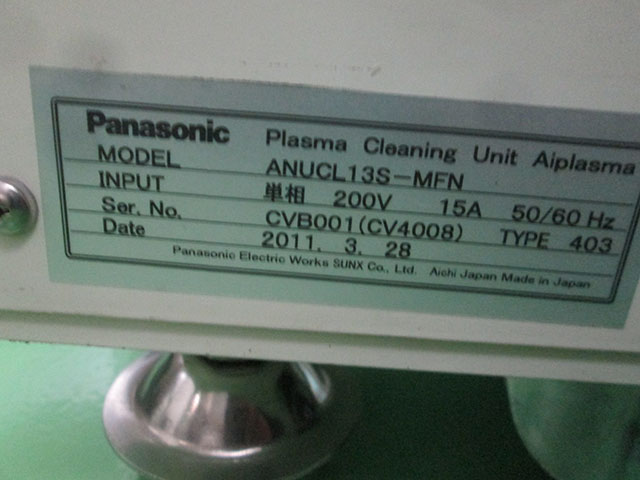 Panasonic Plasma Cleaning Unit Aiplasma
MODEL ANUCL13S-MFN
INPUT 単相 200V 15A 50/60 Hz
Ser. No. CVB001(CV4008) TYPE 403
Date 2011. 3. 28
Panasonic Electric Works SUNX Co., Ltd. Aichi Japan Made in Japan